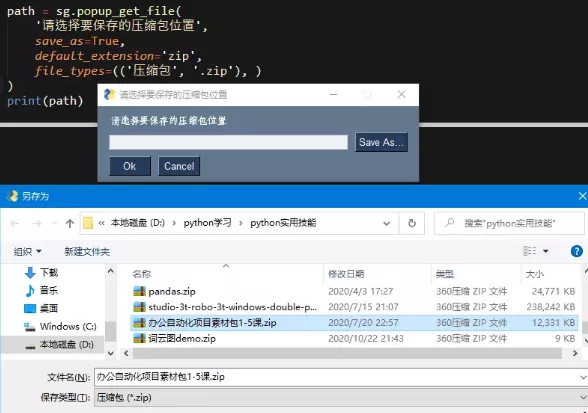 path = sg.popup_get_file(
'请选择要保存的压缩包位置',
save_as=True,
default_extension='zip',
file_types=(('压缩包', '.zip'), )
)
print(path)
请选择要保存的压缩包位置
请选择要保存的压缩包位置
Save As...
Ok Cancel
另存为
« 本地磁盘 (D:) › python学习 › python实用技能
搜索"python实用技能"
组织 新建文件夹
名称 修改日期 类型 大小
下载
音乐
桌面
Windows (C:)
本地磁盘 (D:)
pandas.zip 2020/4/3 17:27 360压缩 ZIP 文件 24,771 KB
studio-3t-robo-3t-windows-double-p... 2020/7/15 21:07 360压缩 ZIP 文件 238,242 KB
办公自动化项目素材包1-5课.zip 2020/7/20 22:57 360压缩 ZIP 文件 12,331 KB
词云图demo.zip 2020/10/22 21:43 360压缩 ZIP 文件 9 KB
文件名(N): 办公自动化项目素材包1-5课.zip
保存类型(T): 压缩包 (*.zip)